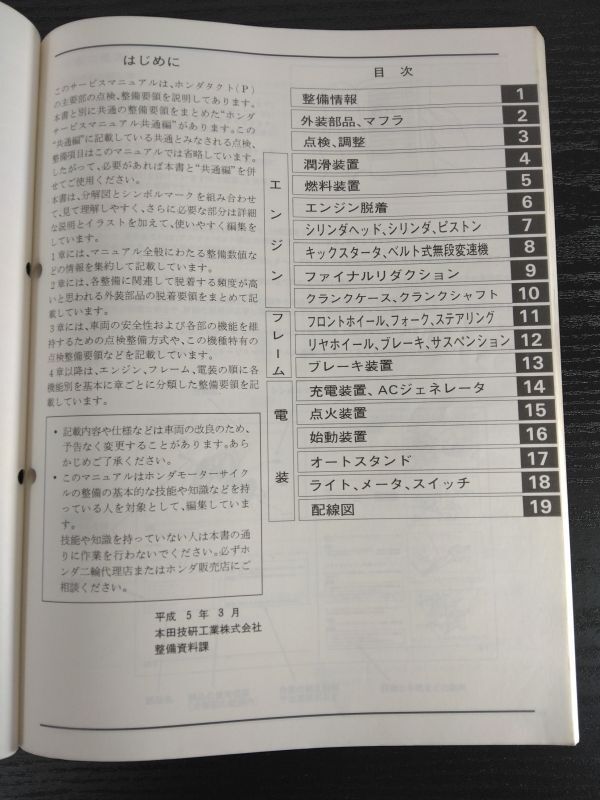 はじめに
このサービスマニュアルは、ホンダタクト(P)
の主要部の点検、整備要領を説明してあります。
本書と別に共通の整備要領をまとめた“ホンダ
サービスマニュアル共通編”があります。この
“共通編”に記載している共通とみなされる点検、
整備項目はこのマニュアルでは省略しています。
したがって、必要があれば本書と“共通編”を併
せてご使用ください。
本書は、分解図とシンボルマークを組み合わせ
て、見て理解しやすく、さらに必要な部分は詳細
な説明とイラストを加えて、使いやすく編集を
しています。
1章には、マニュアル全般にわたる整備数値な
どの情報を集約して記載しています。
2章には、各整備に関連して脱着する頻度が高
いと思われる外装部品の脱着要領をまとめて記
載しています。
3章には、車両の安全性および各部の機能を維
持するための点検整備方式や、この機種特有の
点検整備要領などを記載しています。
4章以降は、エンジン、フレーム、電装の順に各
機能別を基本に章ごとに分類した整備要領を記
載しています。
• 記載内容や仕様などは車両の改良のため、
予告なく変更することがあります。あら
かじめご了承ください。
• このマニュアルはホンダモーターサイク
ルの整備の基本的な技能や知識などを持
っている人を対象として、編集していま
す。
技能や知識を持っていない人は本書の通
りに作業を行わないでください。必ずホ
ンダ二輪代理店またはホンダ販売店にご
相談ください。
平成 5年 3月
本田技研工業株式会社
整備資料課
目 次
整備情報 1
外装部品、マフラ 2
点検、調整 3
エンジン
潤滑装置 4
燃料装置 5
エンジン脱着 6
シリンダヘッド、シリンダ、ピストン 7
キックスタータ、ベルト式無段変速機 8
ファイナルリダクション 9
クランクケース、クランクシャフト 10
フレーム
フロントホイール、フォーク、ステアリング 11
リヤホイール、ブレーキ、サスペンション 12
ブレーキ装置 13
電装
充電装置、ACジェネレータ 14
点火装置 15
始動装置 16
オートスタンド 17
ライト、メータ、スイッチ 18
配線図 19